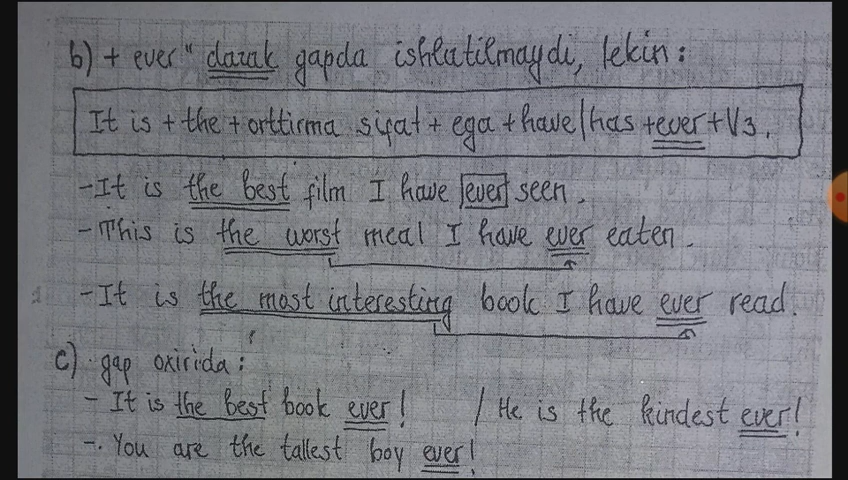 b) + ever" darak gapda ishlatilmaydi, lekin:
It is + the + orttirma sifat + ega + have/has + ever + V3.
- It is the best film I have ever seen.
- This is the worst meal I have ever eaten.
- It is the most interesting book I have ever read.
c) gap oxirida:
- It is the best book ever! / He is the kindest ever!
-. You are the tallest boy ever!